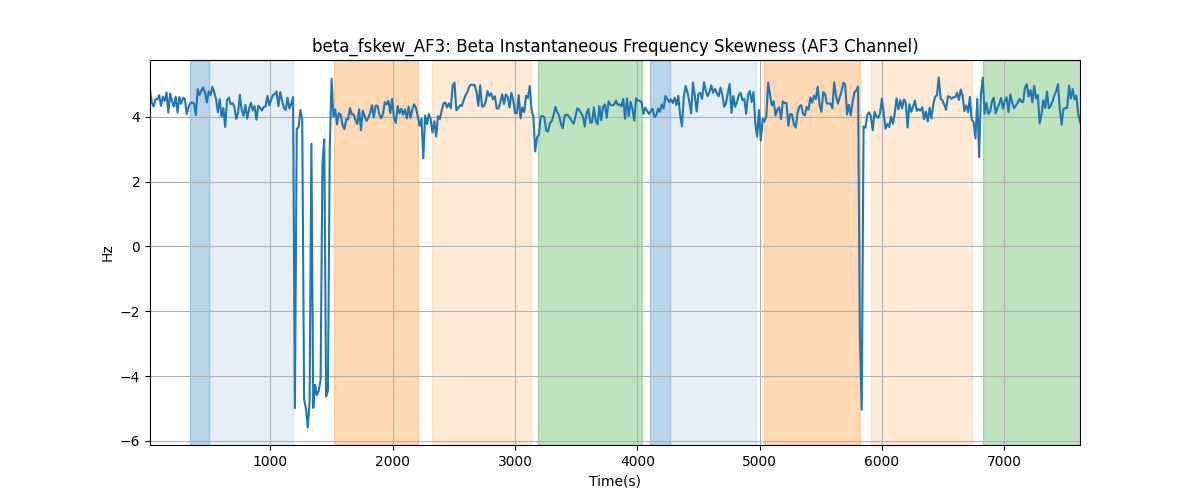 beta_fskew_AF3: Beta Instantaneous Frequency Skewness (AF3 Channel)
Hz
4
2
0
−2
−4
−6
1000 2000 3000 4000 5000 6000 7000
Time(s)